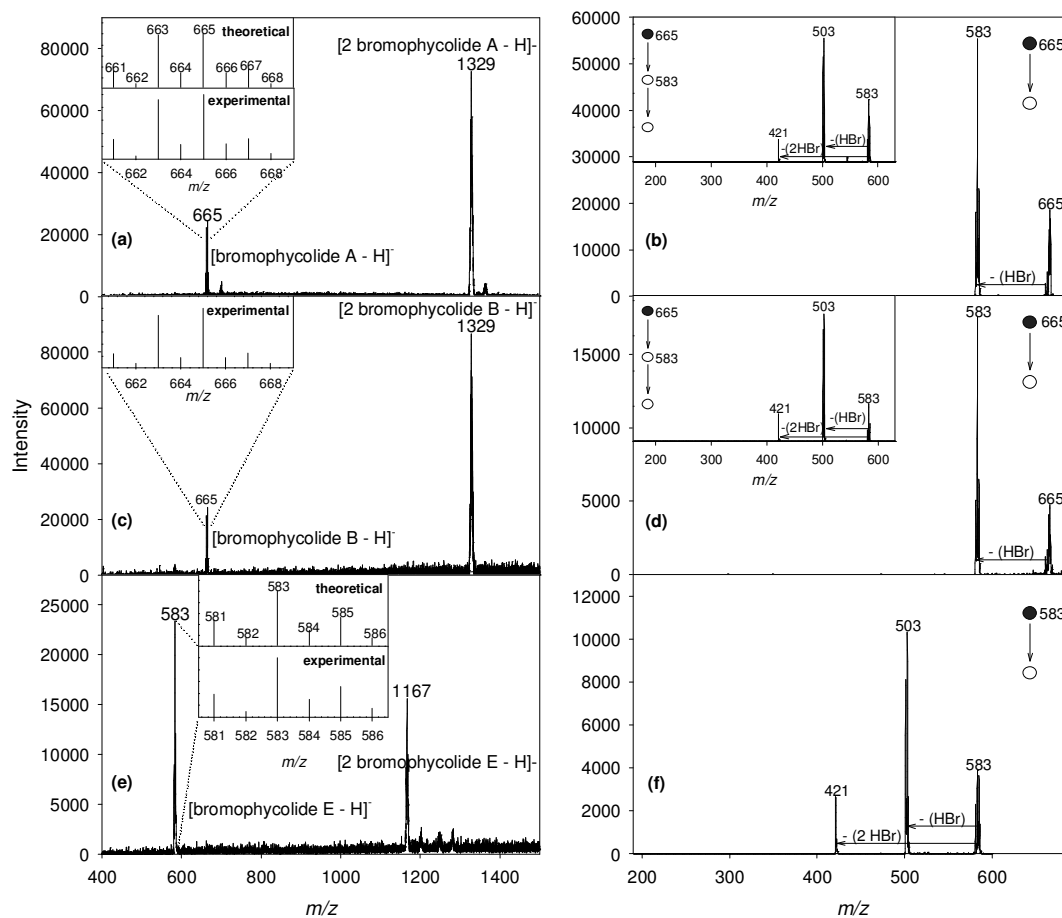 Intensity
80000
60000
40000
20000
0
663 665 theoretical
661 662 664 666 667 668
experimental
662 664 666 668
m/z
[2 bromophycolide A - H]-
1329
665
(a)
[bromophycolide A - H]-
80000
60000
40000
20000
0
experimental
662 664 666 668
m/z
[2 bromophycolide B - H]-
1329
665
(c)
[bromophycolide B - H]-
25000
20000
15000
10000
5000
0
583
583 theoretical
581 582 584 585 586
experimental
581 582 583 584 585 586
m/z
1167
[2 bromophycolide E - H]-
(e)
[bromophycolide E - H]-
400 600 800 1000 1200 1400
m/z
60000
50000
40000
30000
20000
10000
0
665
583
503
583
421
-(HBr)
-(2HBr)
200 300 400 500 600
m/z
583
665
665
(b)
- (HBr)
15000
10000
5000
0
665
583
503
583
421
-(HBr)
-(2HBr)
200 300 400 500 600
m/z
583
665
665
(d)
- (HBr)
12000
10000
8000
6000
4000
2000
0
583
503
583
421
(f)
- (HBr)
- (2 HBr)
200 300 400 500 600
m/z